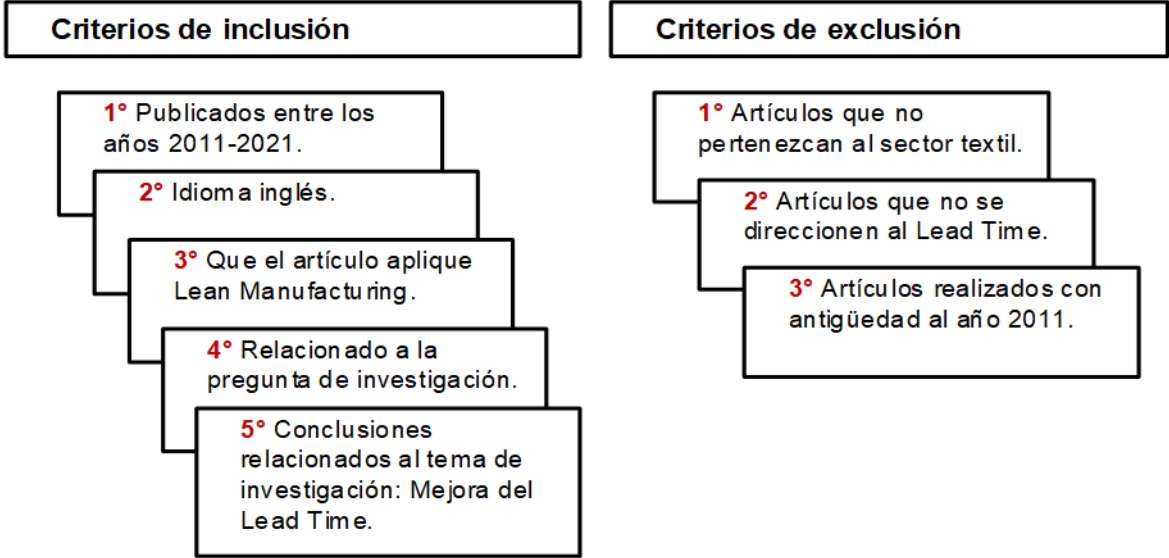 Criterios de inclusión
1° Publicados entre los
años 2011-2021.
2° Idioma inglés.
3° Que el artículo aplique
Lean Manufacturing.
4° Relacionado a la
pregunta de investigación.
5° Conclusiones
relacionados al tema de
investigación: Mejora del
Lead Time.
Criterios de exclusión
1° Artículos que no
pertenezcan al sector textil.
2° Artículos que no se
direccionen al Lead Time.
3° Artículos realizados con
antigüedad al año 2011.